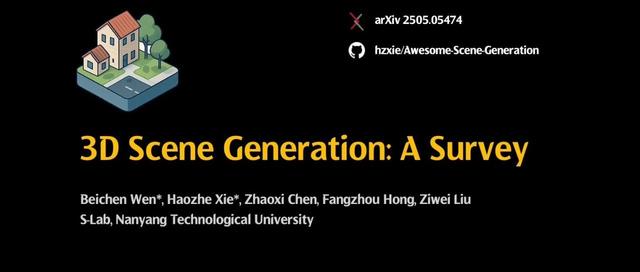 arXiv 2505.05474
hzxie/Awesome-Scene-Generation
3D Scene Generation: A Survey
Beichen Wen*, Haozhe Xie*, Zhaoxi Chen, Fangzhou Hong, Ziwei Liu
S-Lab, Nanyang Technological University